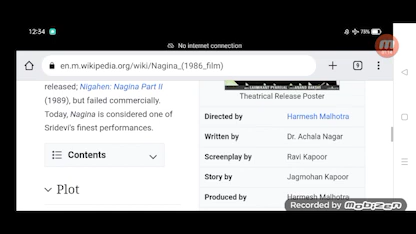 12:34
78%
No internet connection
en.m.wikipedia.org/wiki/Nagina_(1986_film)
9
released; Nigahen: Nagina Part II
(1989), but failed commercially.
Today, Nagina is considered one of
Sridevi's finest performances.
Contents
Plot
Theatrical Release Poster
Directed by Harmesh Malhotra
Written by Dr. Achala Nagar
Screenplay by Ravi Kapoor
Story by Jagmohan Kapoor
Produced by Harmesh Malhotra
Recorded by Mobizen